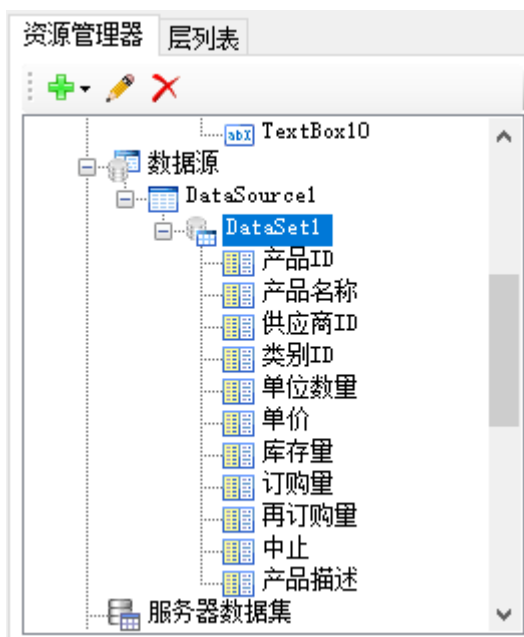 资源管理器 层列表
TextBox10
数据源
DataSource1
DataSet1
产品ID
产品名称
供应商ID
类别ID
单位数量
单价
库存量
订购量
再订购量
中止
产品描述
服务器数据集